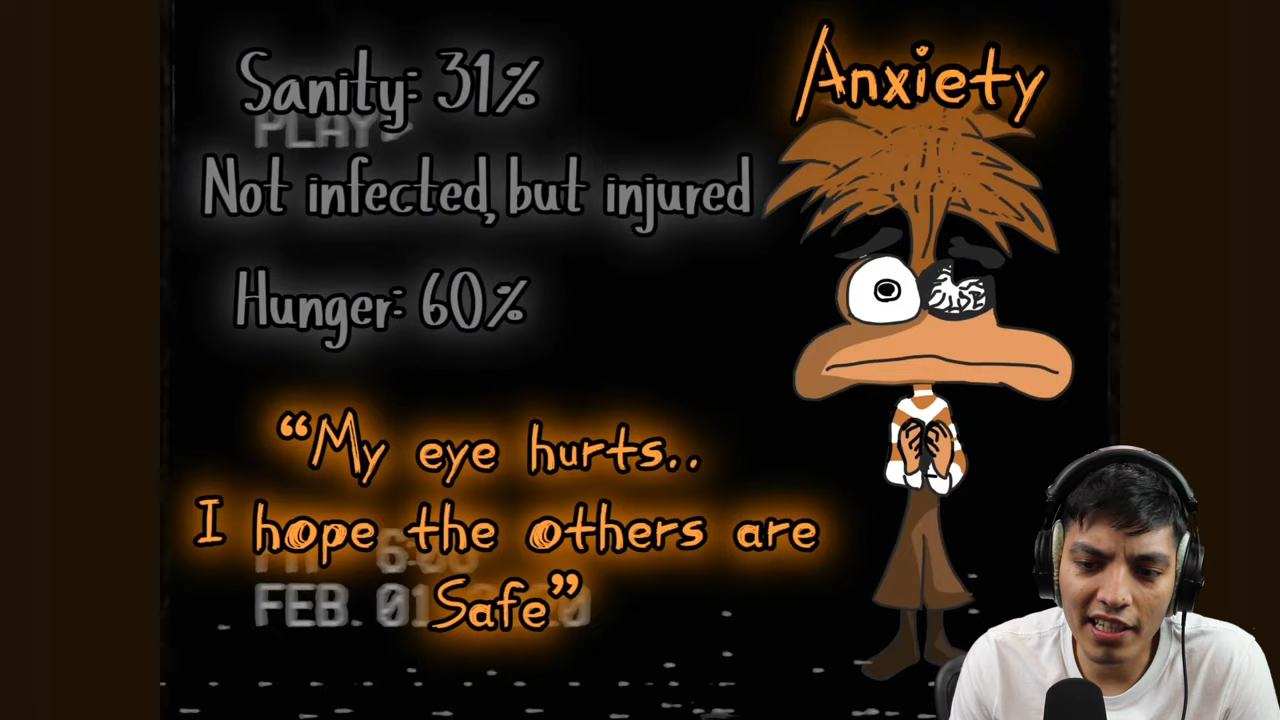 Anxiety
Sanity: 31%
PLAY
Not infected, but injured
Hunger: 60%
“My eye hurts..
I hope the others are
Safe”
FEB. 01